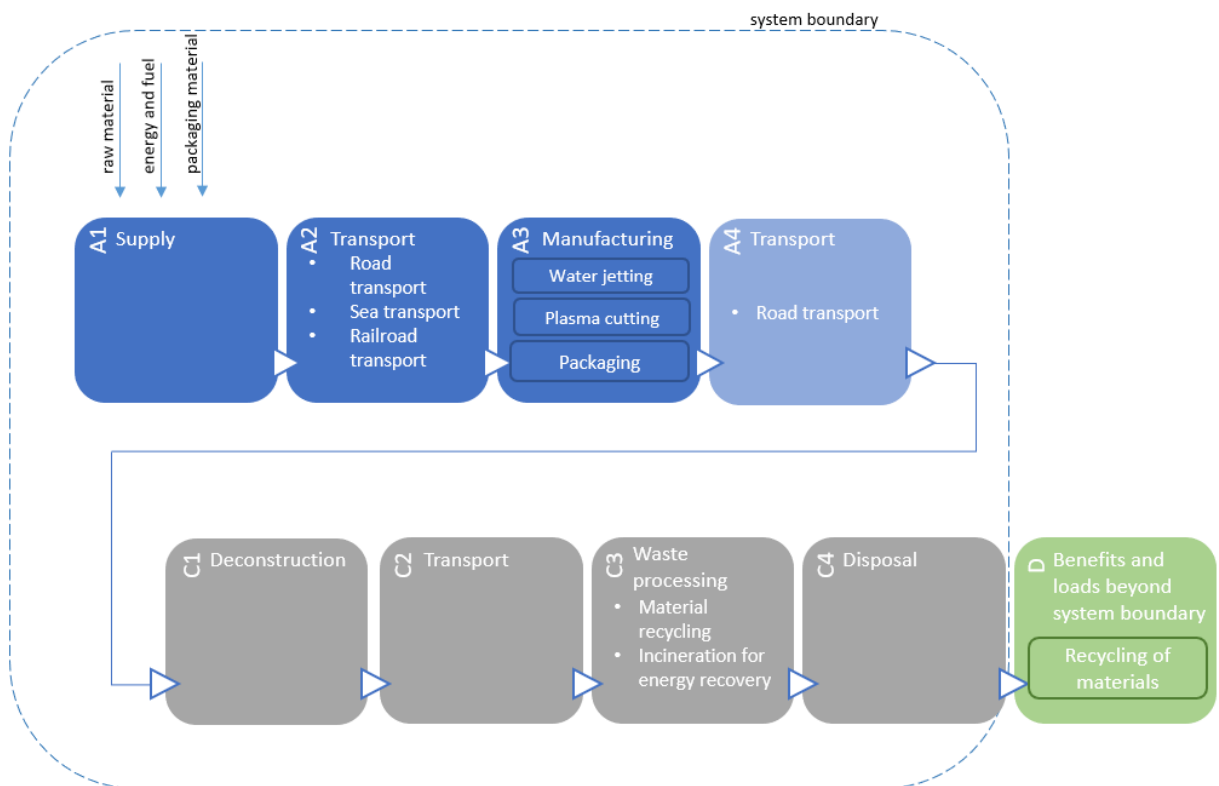 system boundary
raw material
energy and fuel
packaging material
A1 Supply
A2 Transport
• Road
transport
• Sea transport
• Railroad
transport
A3 Manufacturing
Water jetting
Plasma cutting
Packaging
A4 Transport
• Road transport
C1 Deconstruction
C2 Transport
C3 Waste
processing
• Material
recycling
• Incineration for
energy recovery
C4 Disposal
D Benefits and
loads beyond
system boundary
Recycling of
materials